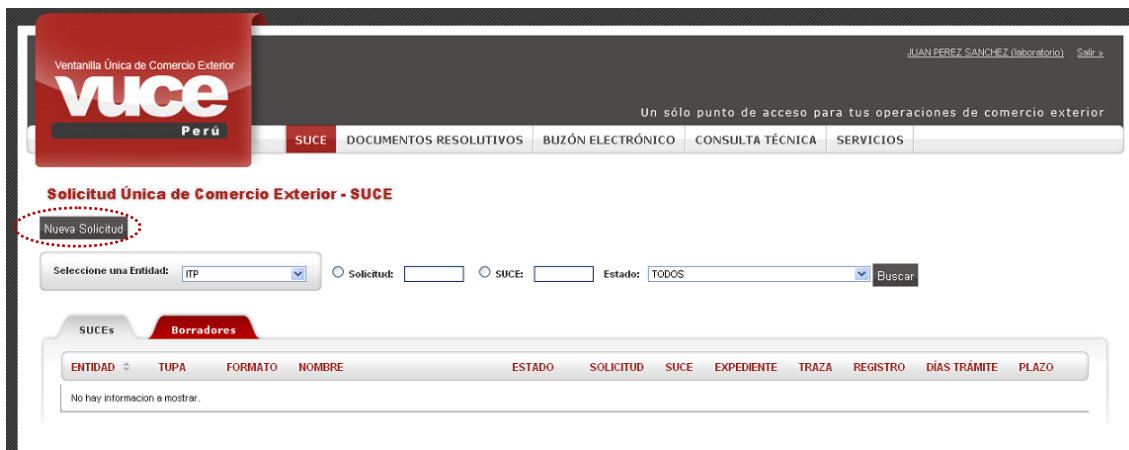 JUAN PEREZ SANCHEZ (laboratorio) Salir »
Ventanilla Única de Comercio Exterior
vuce
Perú
Un sólo punto de acceso para tus operaciones de comercio exterior
SUCE DOCUMENTOS RESOLUTIVOS BUZÓN ELECTRÓNICO CONSULTA TÉCNICA SERVICIOS
Solicitud Única de Comercio Exterior - SUCE
Nueva Solicitud
Seleccione una Entidad: ITP Solicitud: SUCE: Estado: TODOS Buscar
SUCEs Borradores
ENTIDAD TUPA FORMATO NOMBRE ESTADO SOLICITUD SUCE EXPEDIENTE TRAZA REGISTRO DÍAS TRÁMITE PLAZO
No hay informacion a mostrar.